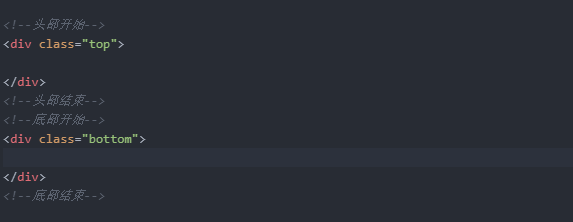 <!--头部开始-->
<div class="top">
</div>
<!--头部结束-->
<!--底部开始-->
<div class="bottom">
</div>
<!--底部结束-->